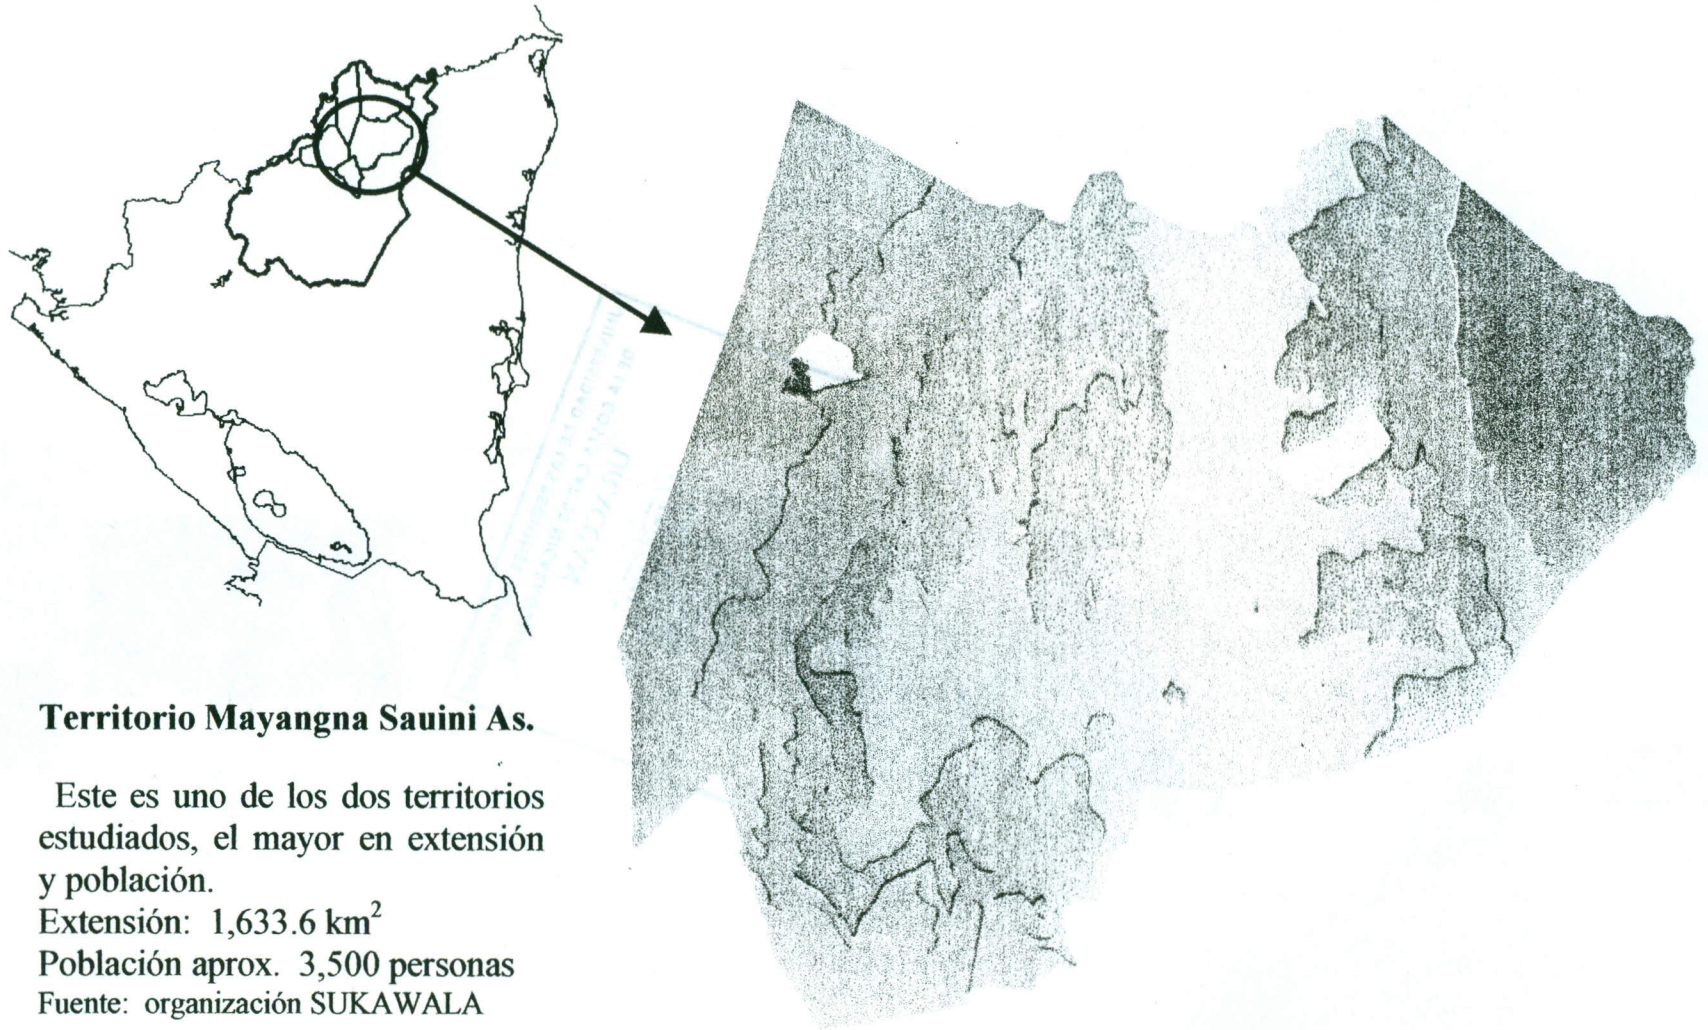 Territorio Mayangna Sauini As.
Este es uno de los dos territorios
estudiados, el mayor en extensión
y población.
Extensión: 1,633.6 km²
Población aprox. 3,500 personas
Fuente: organización SUKAWALA